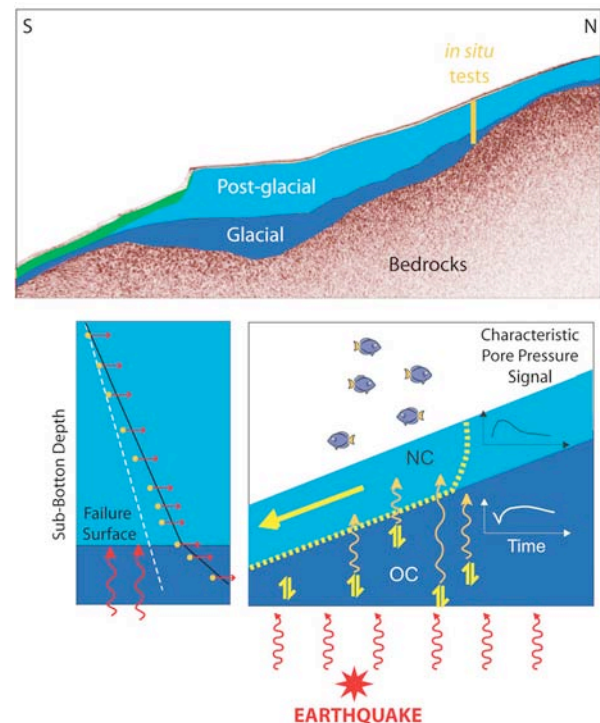 S
N
in situ
tests
Post-glacial
Glacial
Bedrocks
Sub-Botton Depth
Failure
Surface
Characteristic
Pore Pressure
Signal
NC
OC
Time
EARTHQUAKE